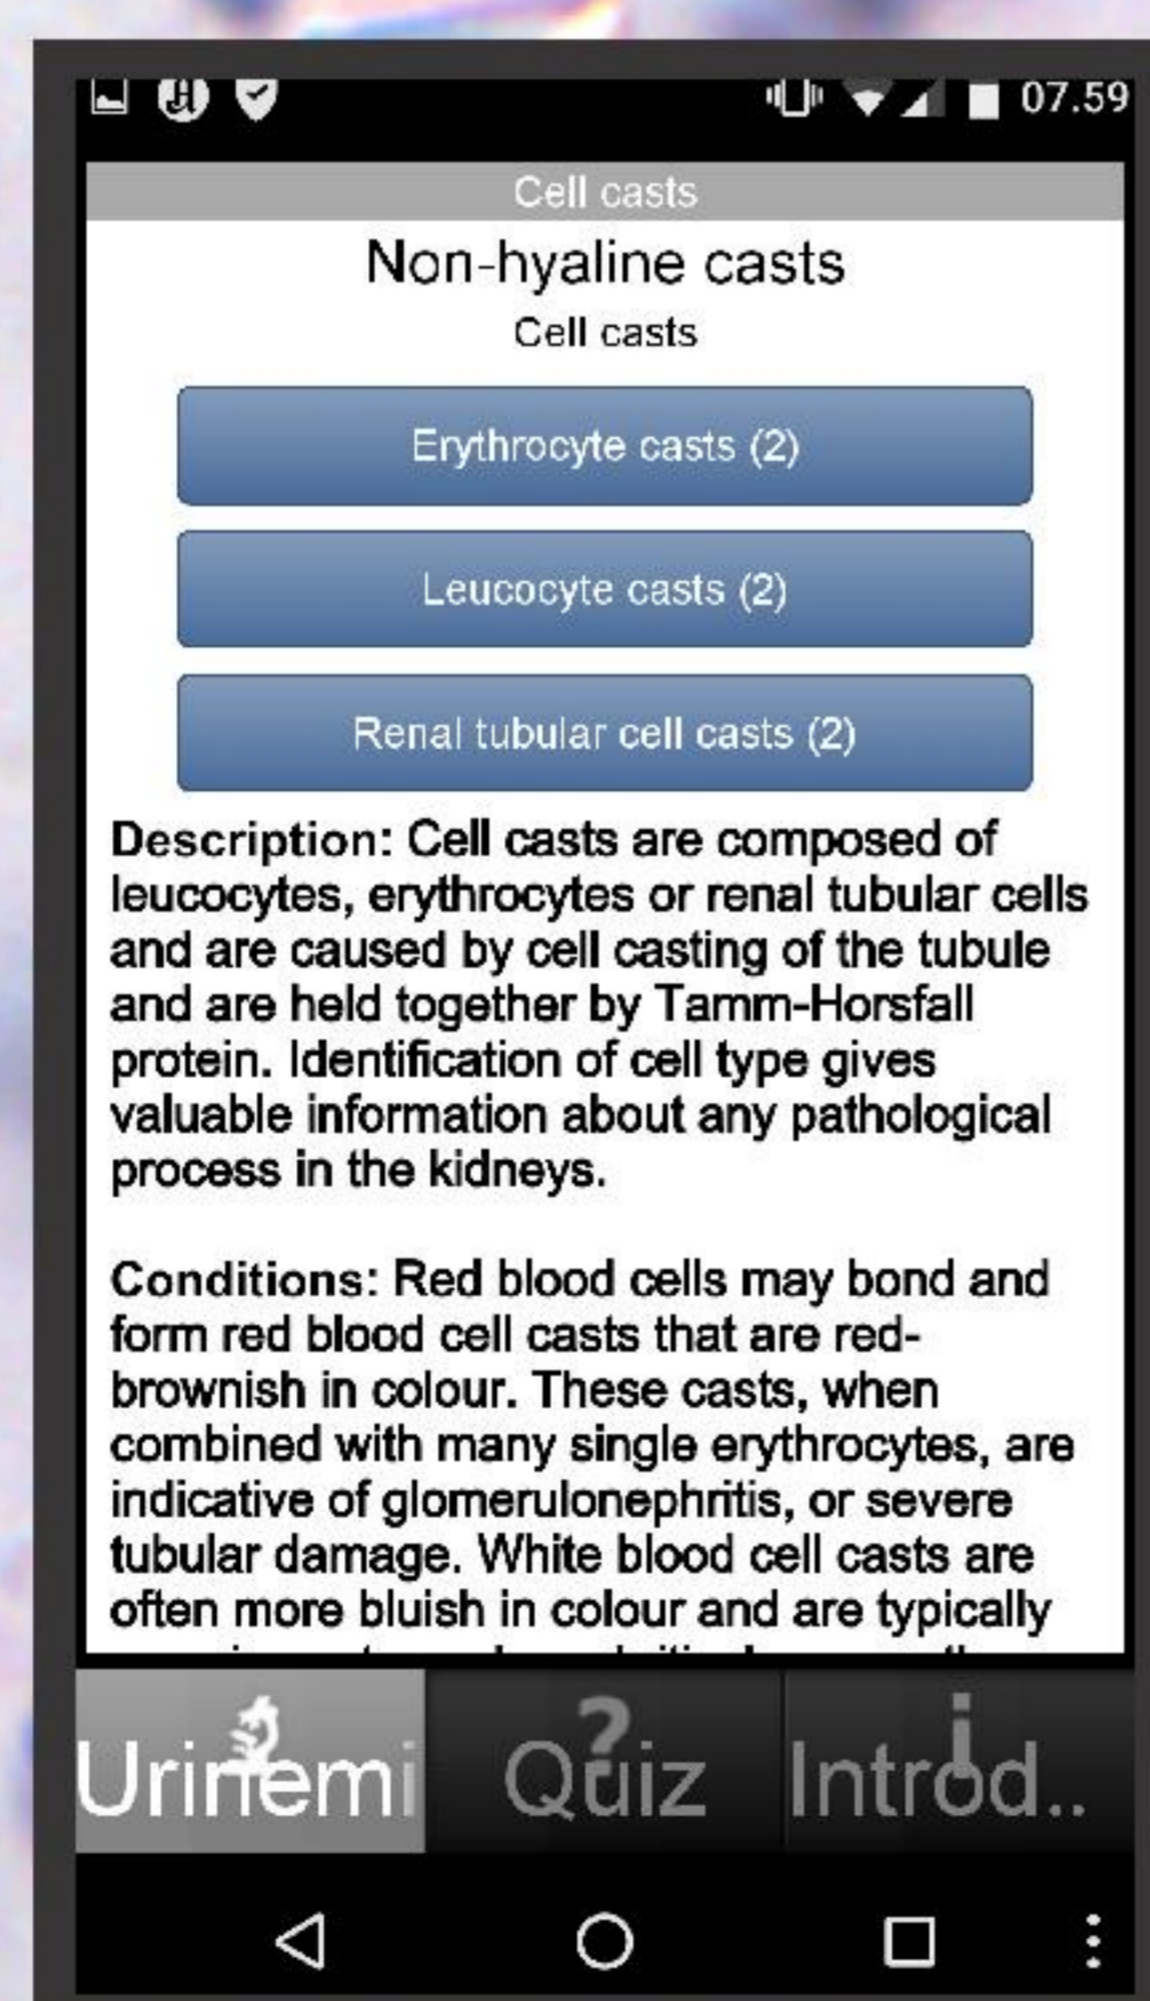 07.59
Cell casts
Non-hyaline casts
Cell casts
Erythrocyte casts (2)
Leucocyte casts (2)
Renal tubular cell casts (2)
Description: Cell casts are composed of
leucocytes, erythrocytes or renal tubular cells
and are caused by cell casting of the tubule
and are held together by Tamm-Horsfall
protein. Identification of cell type gives
valuable information about any pathological
process in the kidneys.
Conditions: Red blood cells may bond and
form red blood cell casts that are red-
brownish in colour. These casts, when
combined with many single erythrocytes, are
indicative of glomerulonephritis, or severe
tubular damage. White blood cell casts are
often more bluish in colour and are typically
Urinemi
Quiz
Introd..